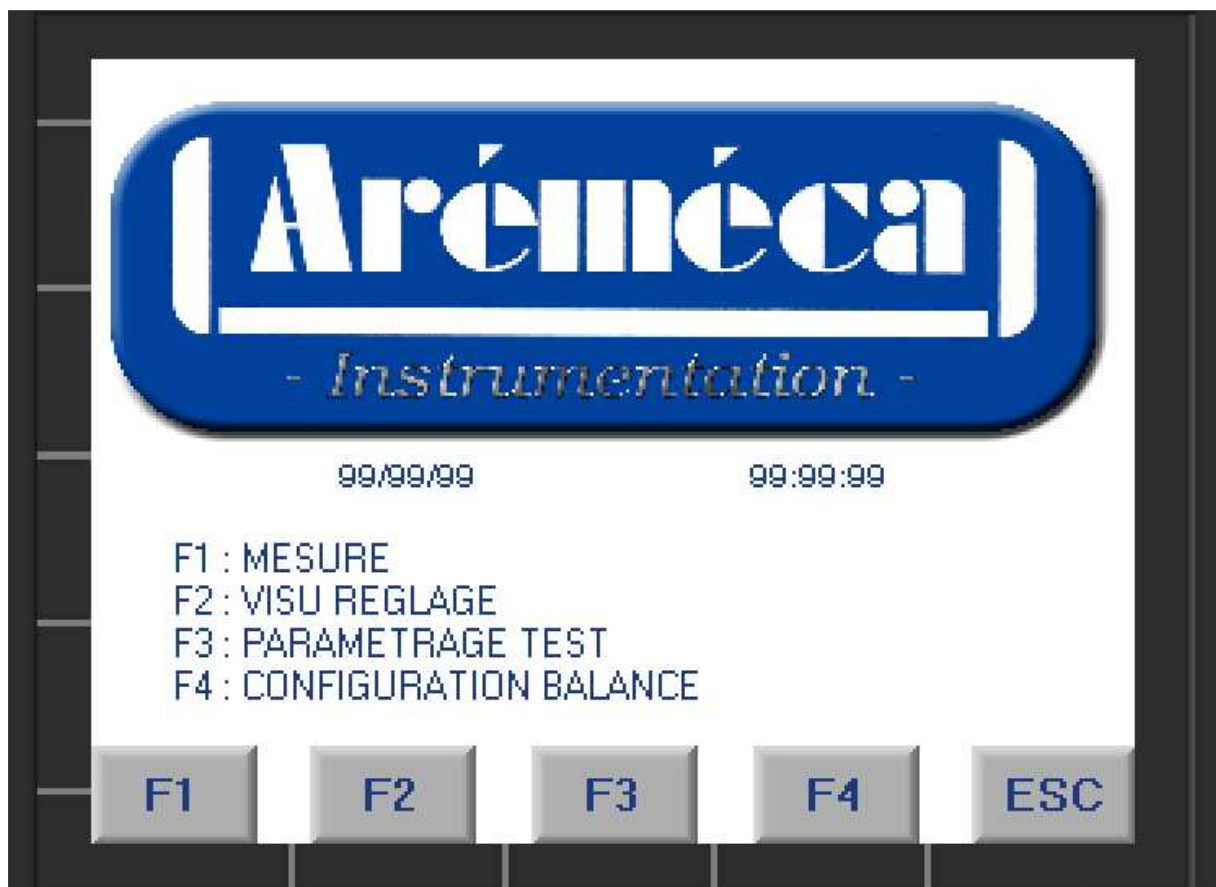 Aréméca
- Instrumentation -
99/99/99 99:99:99
F1 : MESURE
F2 : VISU REGLAGE
F3 : PARAMETRAGE TEST
F4 : CONFIGURATION BALANCE
F1 F2 F3 F4 ESC